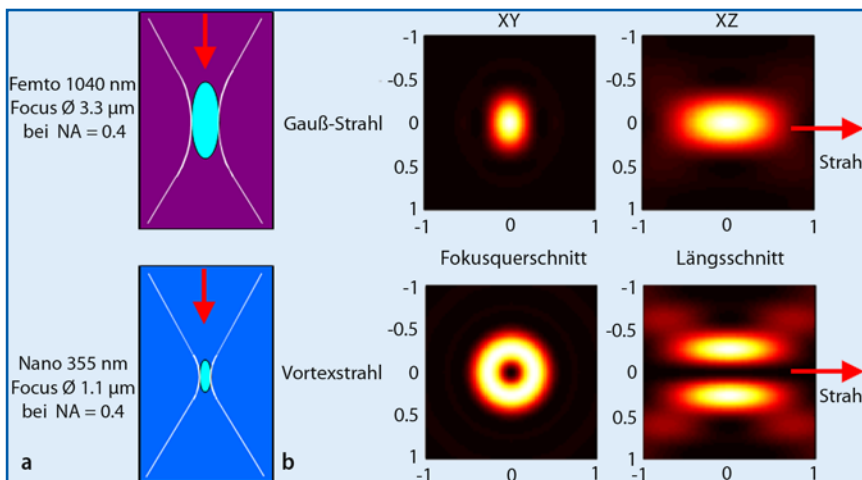 Femto 1040 nm
Focus Ø 3.3 µm
bei NA = 0.4
Nano 355 nm
Focus Ø 1.1 µm
bei NA = 0.4
a
b
Gauß-Strahl
XY
-1
-0.5
0
0.5
1
-1 0 1
XZ
-1
-0.5
0
0.5
1
-1 0 1
Strah
Vortexstrahl
Fokusquerschnitt
-1
-0.5
0
0.5
1
-1 0 1
Längsschnitt
-1
-0.5
0
0.5
1
-1 0 1
Strah